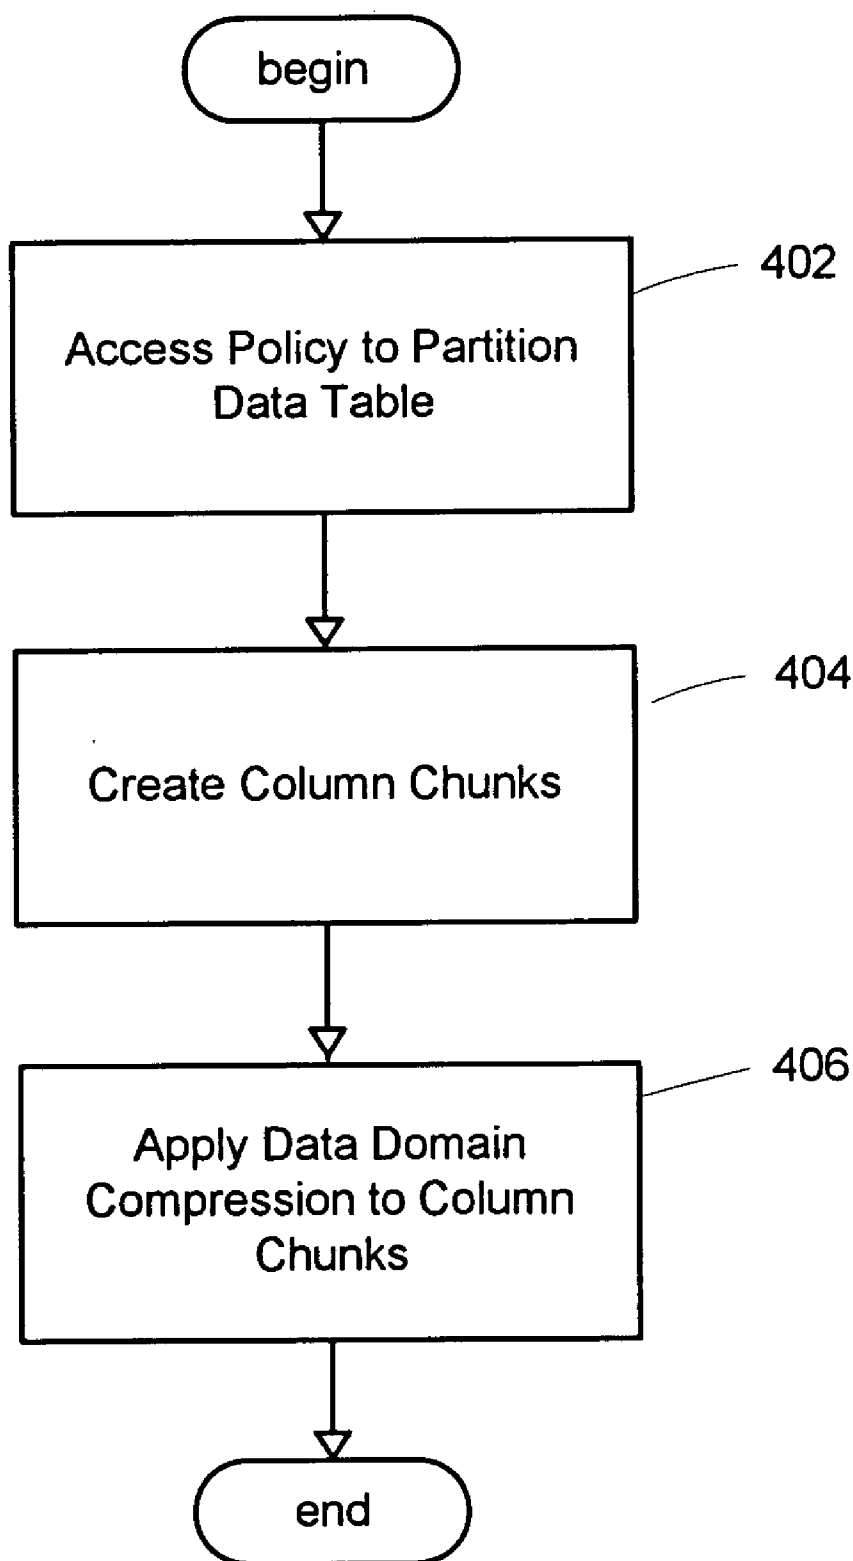 begin
402
Access Policy to Partition
Data Table
404
Create Column Chunks
406
Apply Data Domain
Compression to Column
Chunks
end